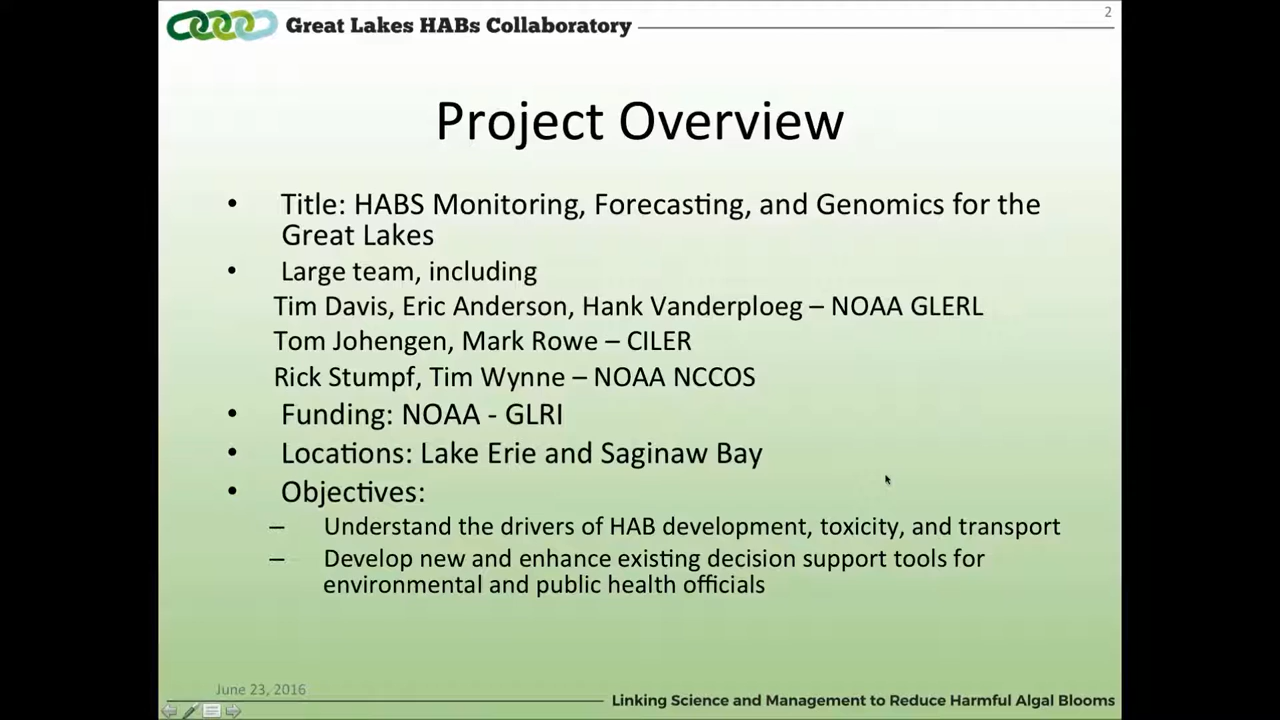 Great Lakes HABs Collaboratory
2
Project Overview
• Title: HABS Monitoring, Forecasting, and Genomics for the
Great Lakes
• Large team, including
Tim Davis, Eric Anderson, Hank Vanderploeg – NOAA GLERL
Tom Johengen, Mark Rowe – CILER
Rick Stumpf, Tim Wynne – NOAA NCCOS
• Funding: NOAA - GLRI
• Locations: Lake Erie and Saginaw Bay
• Objectives:
– Understand the drivers of HAB development, toxicity, and transport
– Develop new and enhance existing decision support tools for
environmental and public health officials
June 23, 2016
Linking Science and Management to Reduce Harmful Algal Blooms